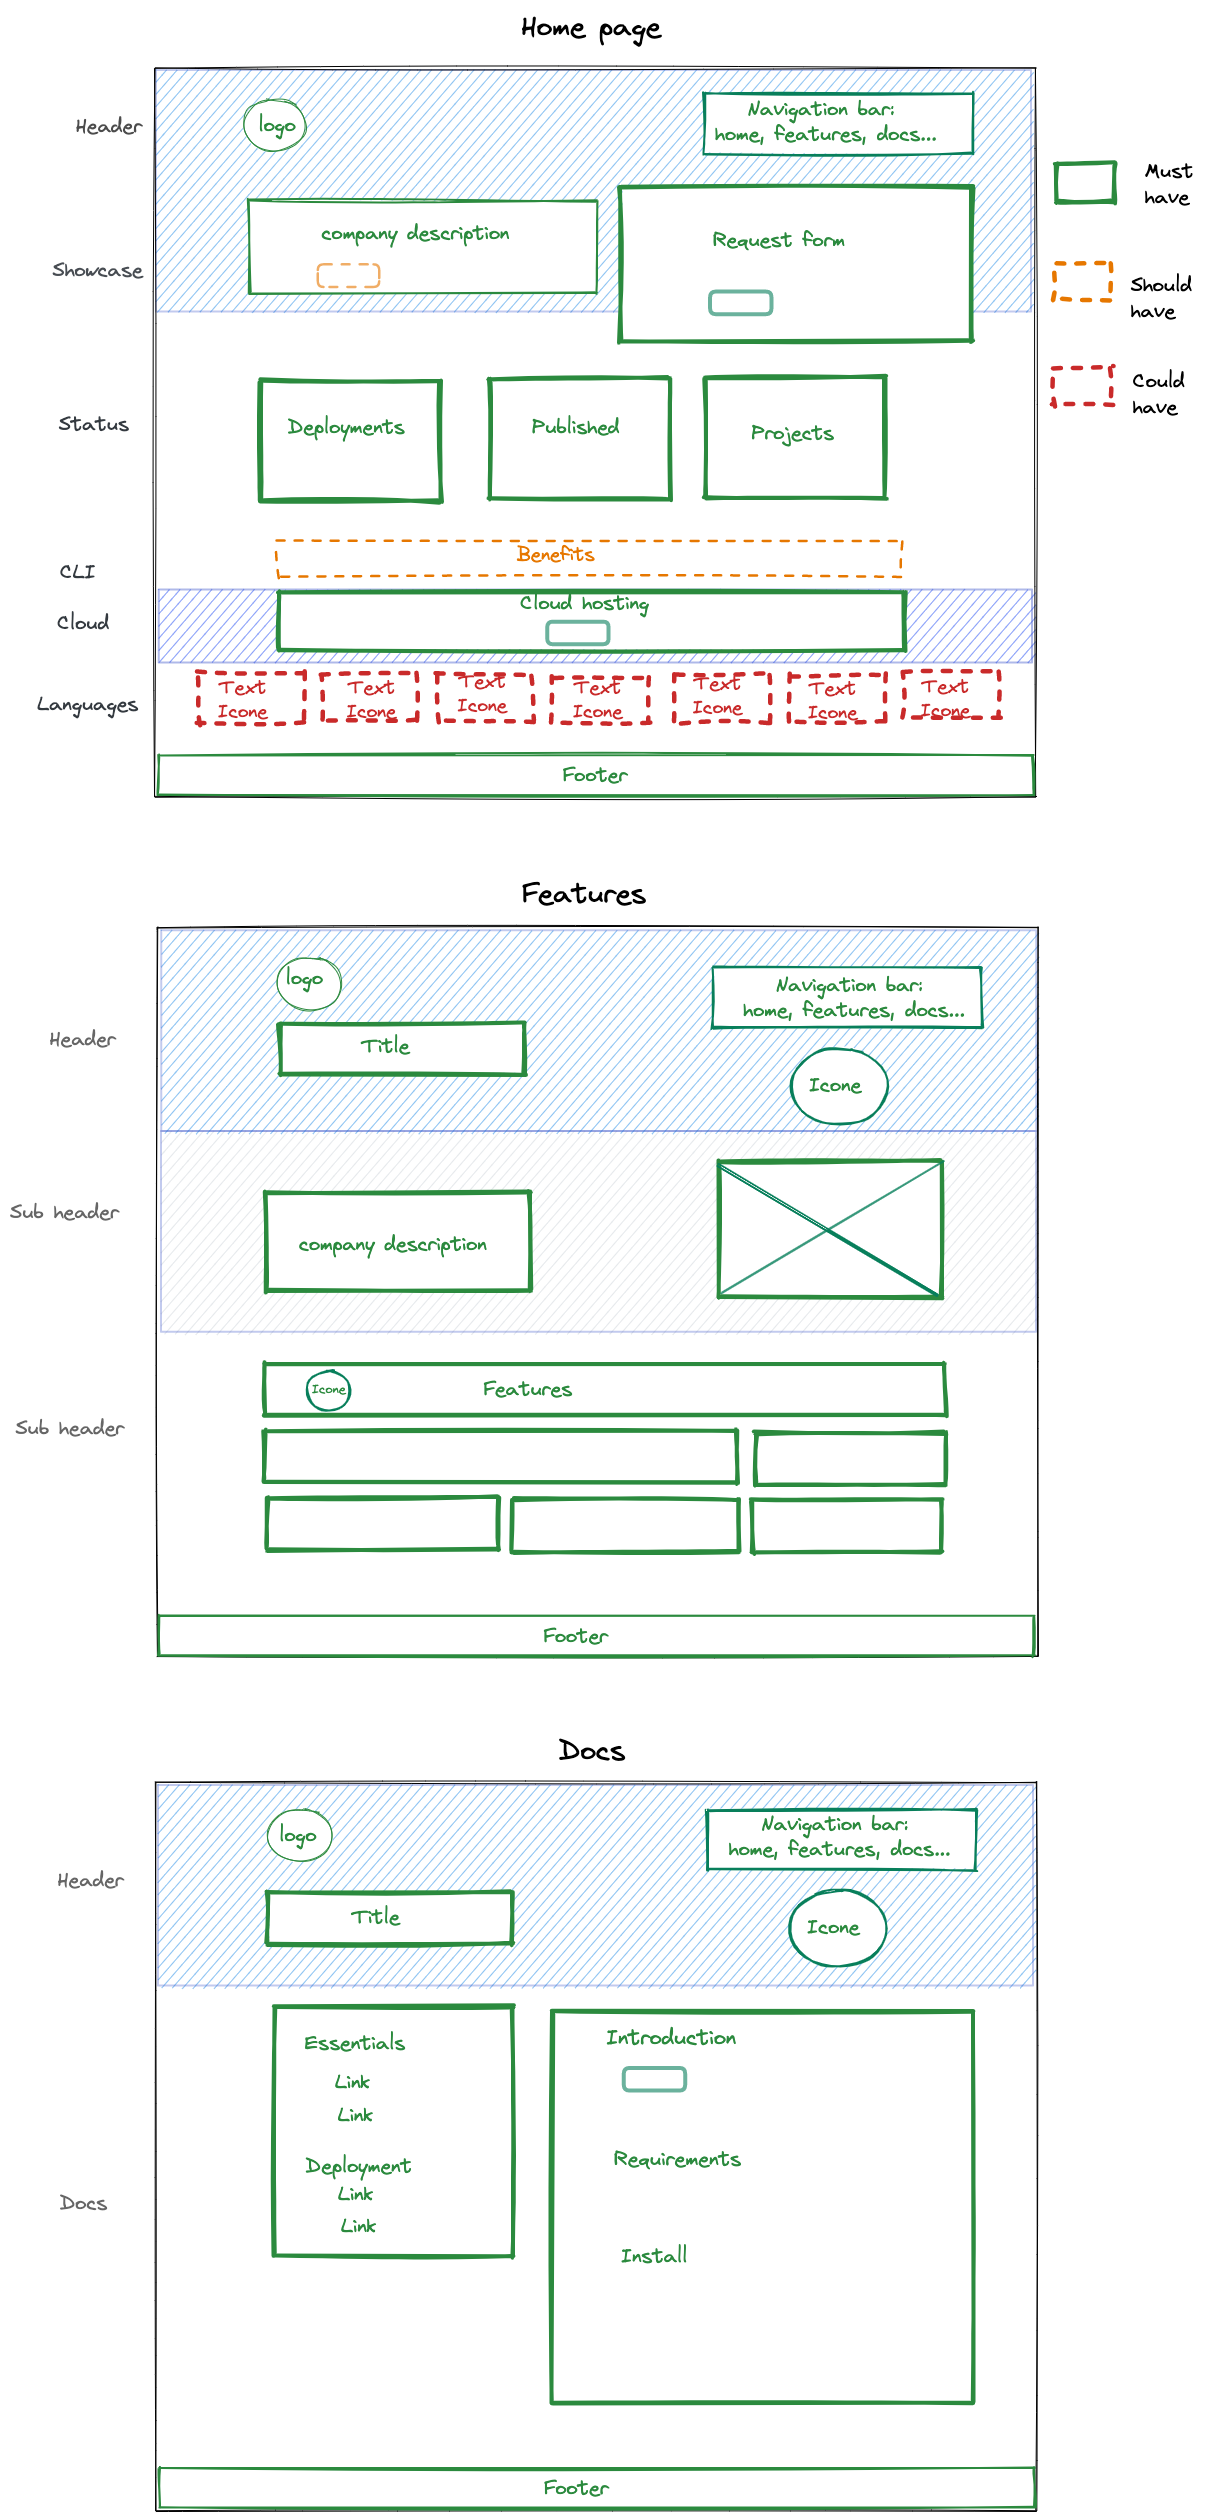 Home page
Header
logo
Navigation bar:
home, features, docs...
Must
have
Showcase
company description
Request form
Should
have
Could
have
Status
Deployments
Published
Projects
CLI
Benefits
Cloud
Cloud hosting
Languages
Text
Icone
Text
Icone
Text
Icone
Text
Icone
Text
Icone
Text
Icone
Text
Icone
Footer
Features
logo
Navigation bar:
home, features, docs...
Header
Title
Icone
Sub header
company description
Sub header
Icone
Features
Footer
Docs
logo
Navigation bar:
home, features, docs...
Header
Title
Icone
Docs
Essentials
Link
Link
Deployment
Link
Link
Introduction
Requirements
Install
Footer